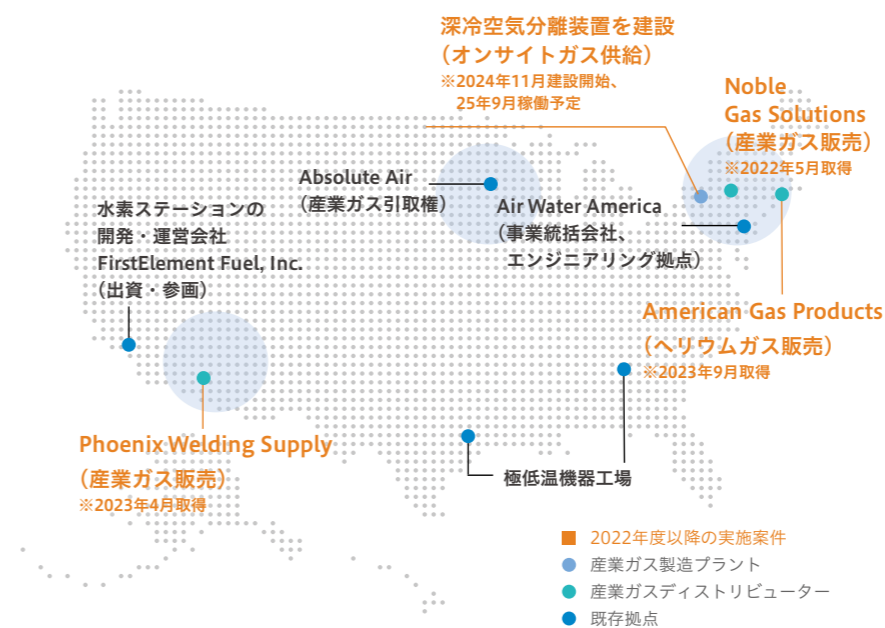 深冷空気分離装置を建設
（オンサイトガス供給）
※2024年11月建設開始、
25年9月稼働予定
Noble
Gas Solutions
（産業ガス販売）
※2022年5月取得
Absolute Air
（産業ガス引取権）
Air Water America
（事業統括会社、
エンジニアリング拠点）
水素ステーションの
開発・運営会社
FirstElement Fuel, Inc.
（出資・参画）
American Gas Products
（ヘリウムガス販売）
※2023年9月取得
Phoenix Welding Supply
（産業ガス販売）
※2023年4月取得
極低温機器工場
2022年度以降の実施案件
産業ガス製造プラント
産業ガスディストリビューター
既存拠点